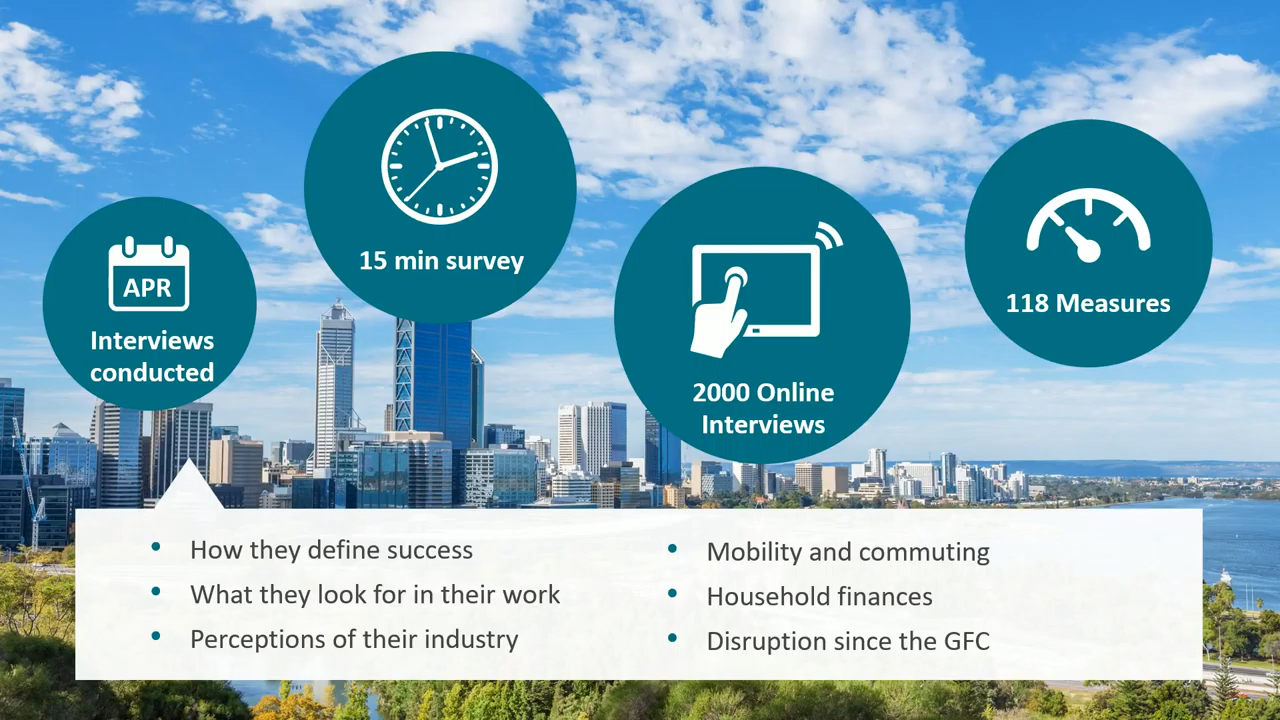 APR
Interviews
conducted
15 min survey
2000 Online
Interviews
118 Measures
• How they define success
• What they look for in their work
• Perceptions of their industry
• Mobility and commuting
• Household finances
• Disruption since the GFC